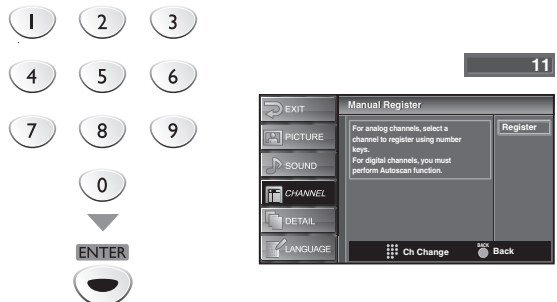 1 2 3
4 5 6
7 8 9
0
ENTER
11
EXIT
PICTURE
SOUND
CHANNEL
DETAIL
LANGUAGE
Manual Register
For analog channels, select a
channel to register using number
keys.
For digital channels, you must
perform Autoscan function.
Register
Ch Change
BACK
Back